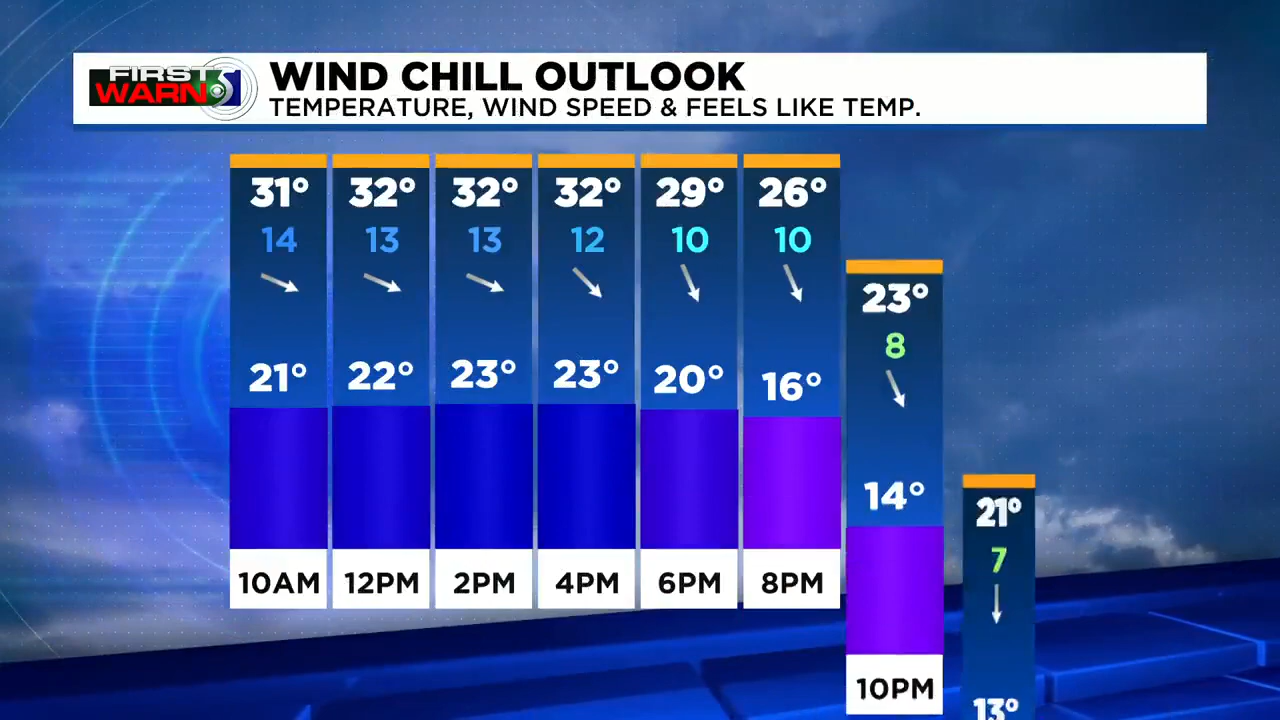 FIRST
WARN 5
WIND CHILL OUTLOOK
TEMPERATURE, WIND SPEED & FEELS LIKE TEMP.
31° 32° 32° 32° 29° 26°
14 13 13 12 10 10
21° 22° 23° 23° 20° 16°
10AM 12PM 2PM 4PM 6PM 8PM
23°
8
14°
10PM
21°
7
13°